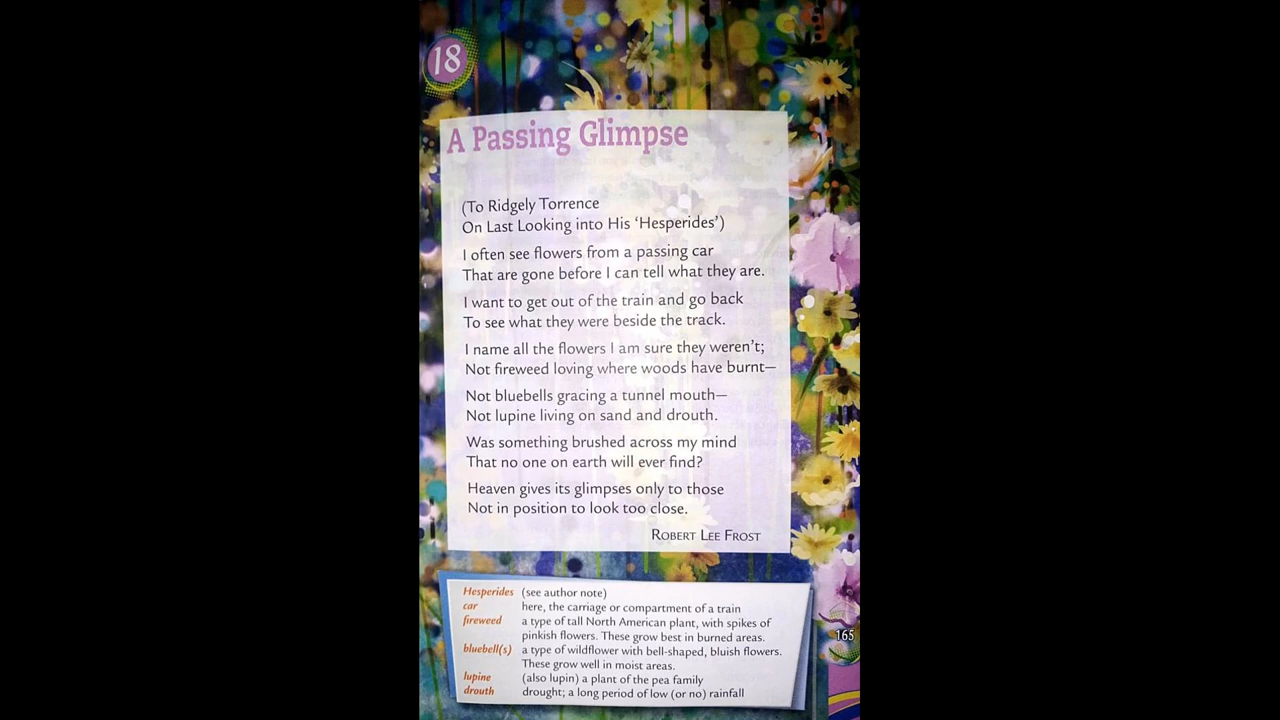 18
A Passing Glimpse
(To Ridgely Torrence
On Last Looking into His ‘Hesperides’)
I often see flowers from a passing car
That are gone before I can tell what they are.
I want to get out of the train and go back
To see what they were beside the track.
I name all the flowers I am sure they weren’t;
Not fireweed loving where woods have burnt—
Not bluebells gracing a tunnel mouth—
Not lupine living on sand and drouth.
Was something brushed across my mind
That no one on earth will ever find?
Heaven gives its glimpses only to those
Not in position to look too close.
ROBERT LEE FROST
Hesperides (see author note)
car here, the carriage or compartment of a train
fireweed a type of tall North American plant, with spikes of
pinkish flowers. These grow best in burned areas.
bluebell(s) a type of wildflower with bell-shaped, bluish flowers.
These grow well in moist areas.
lupine (also lupin) a plant of the pea family
drouth drought; a long period of low (or no) rainfall
165